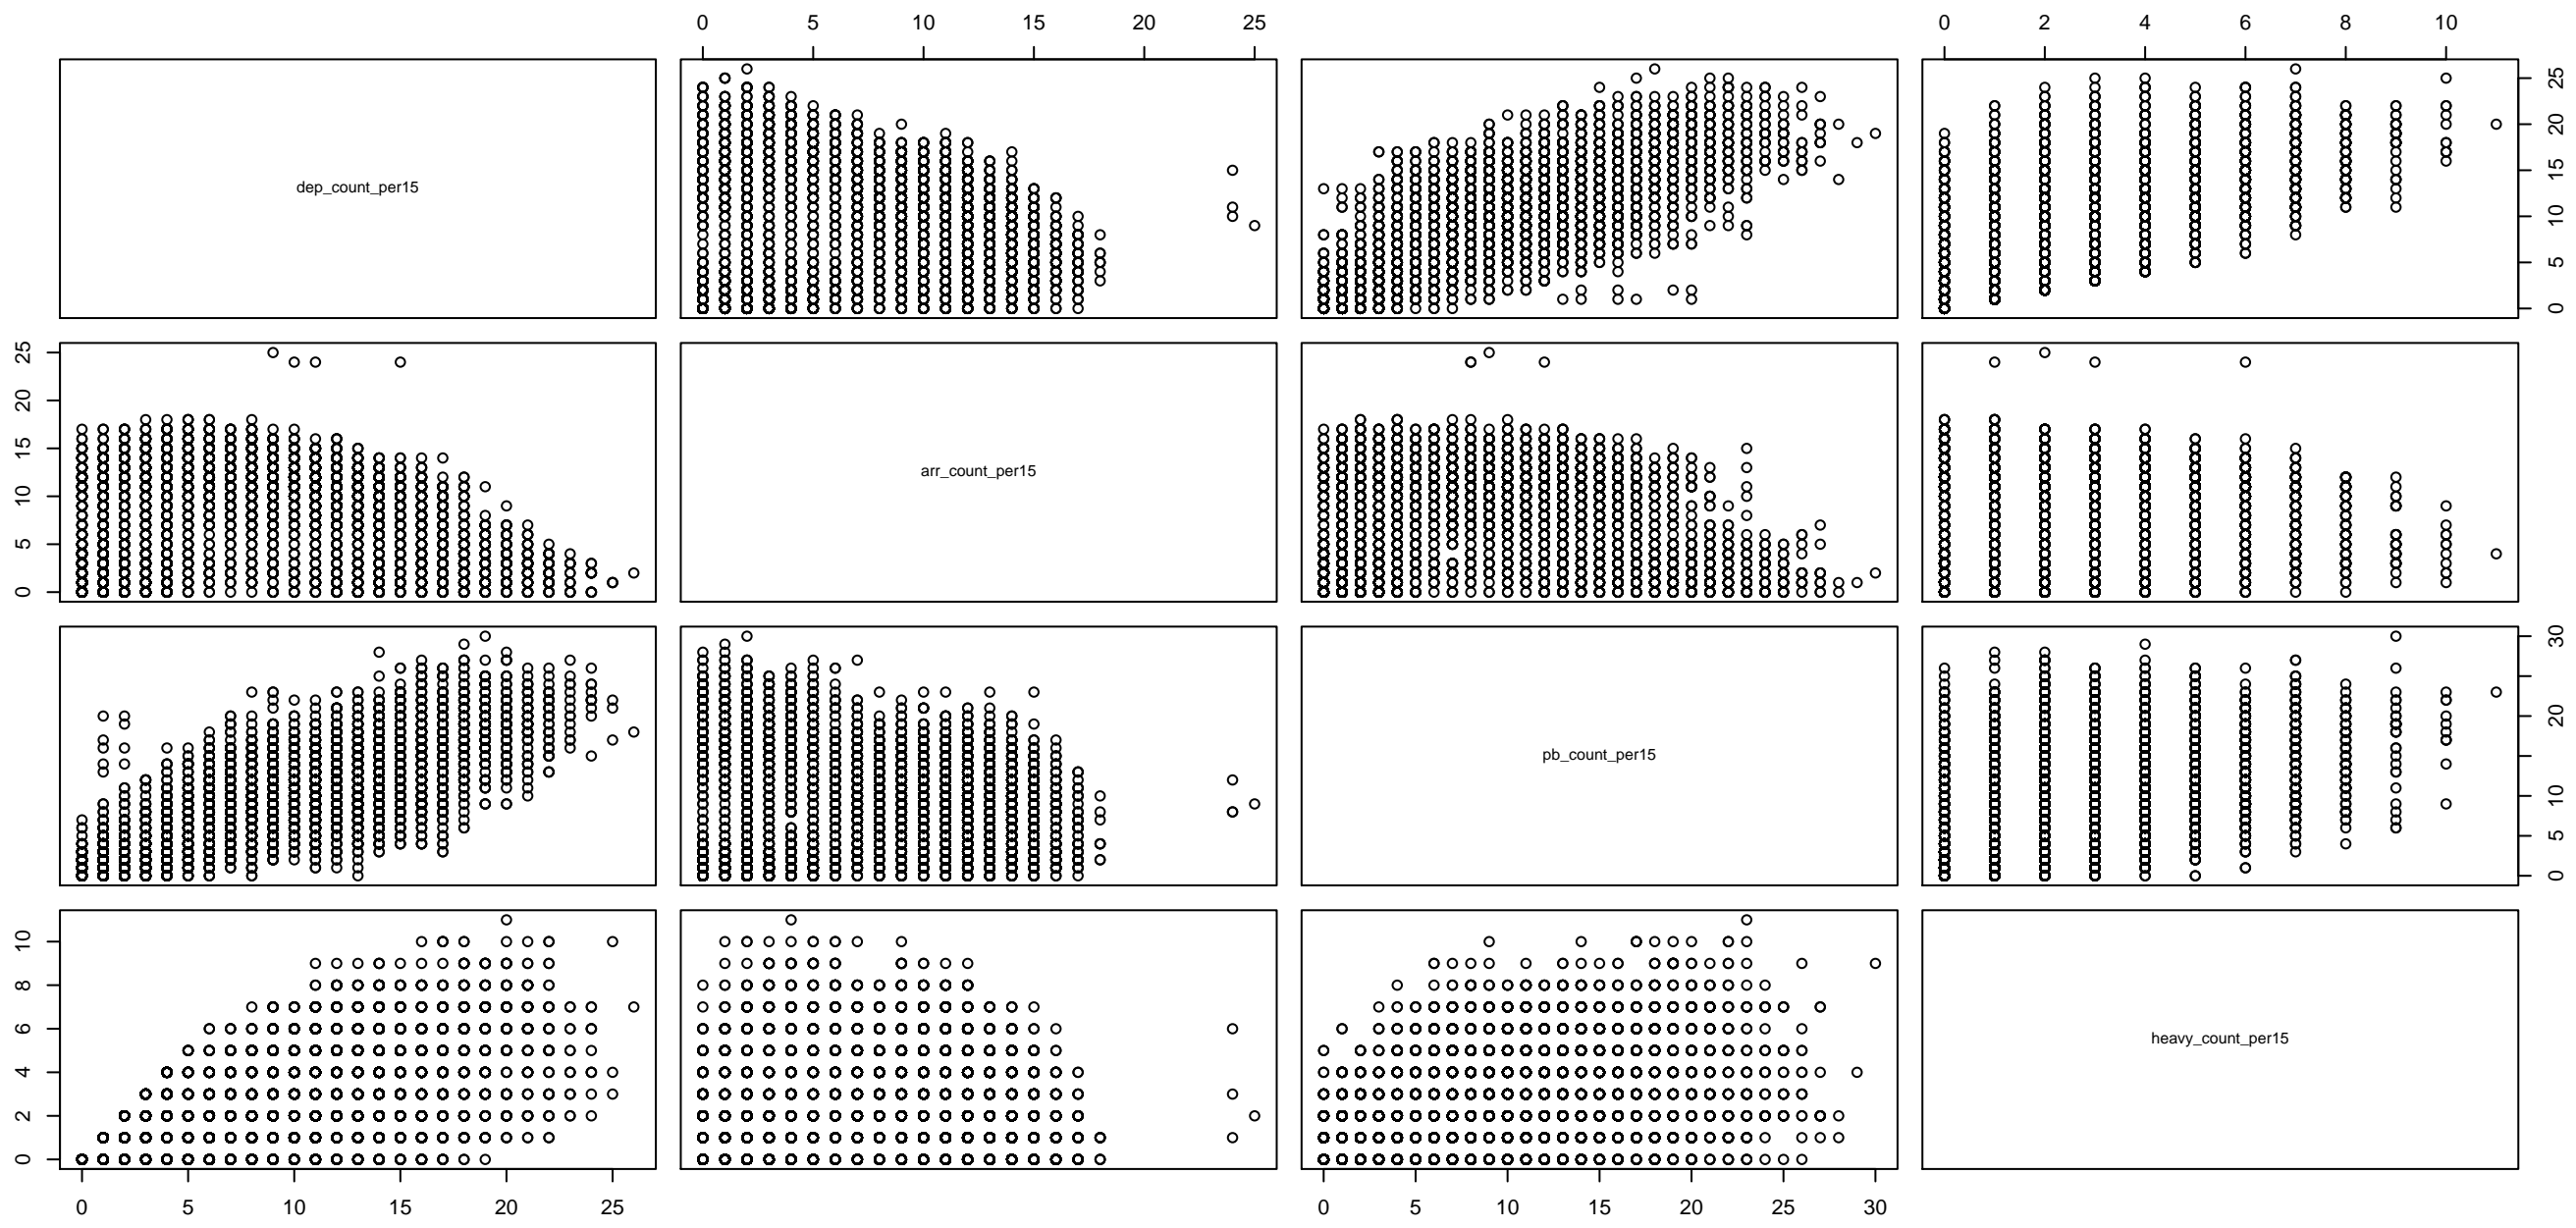 0 5 10 15 20 25 0 2 4 6 8 10
dep_count_per15
0 5 10 15 20 25
0 5 10 15 20 25
arr_count_per15
pb_count_per15
0 5 10 20 30
0 2 4 6 8 10
heavy_count_per15
0 5 10 15 20 25 0 5 10 15 20 25 30